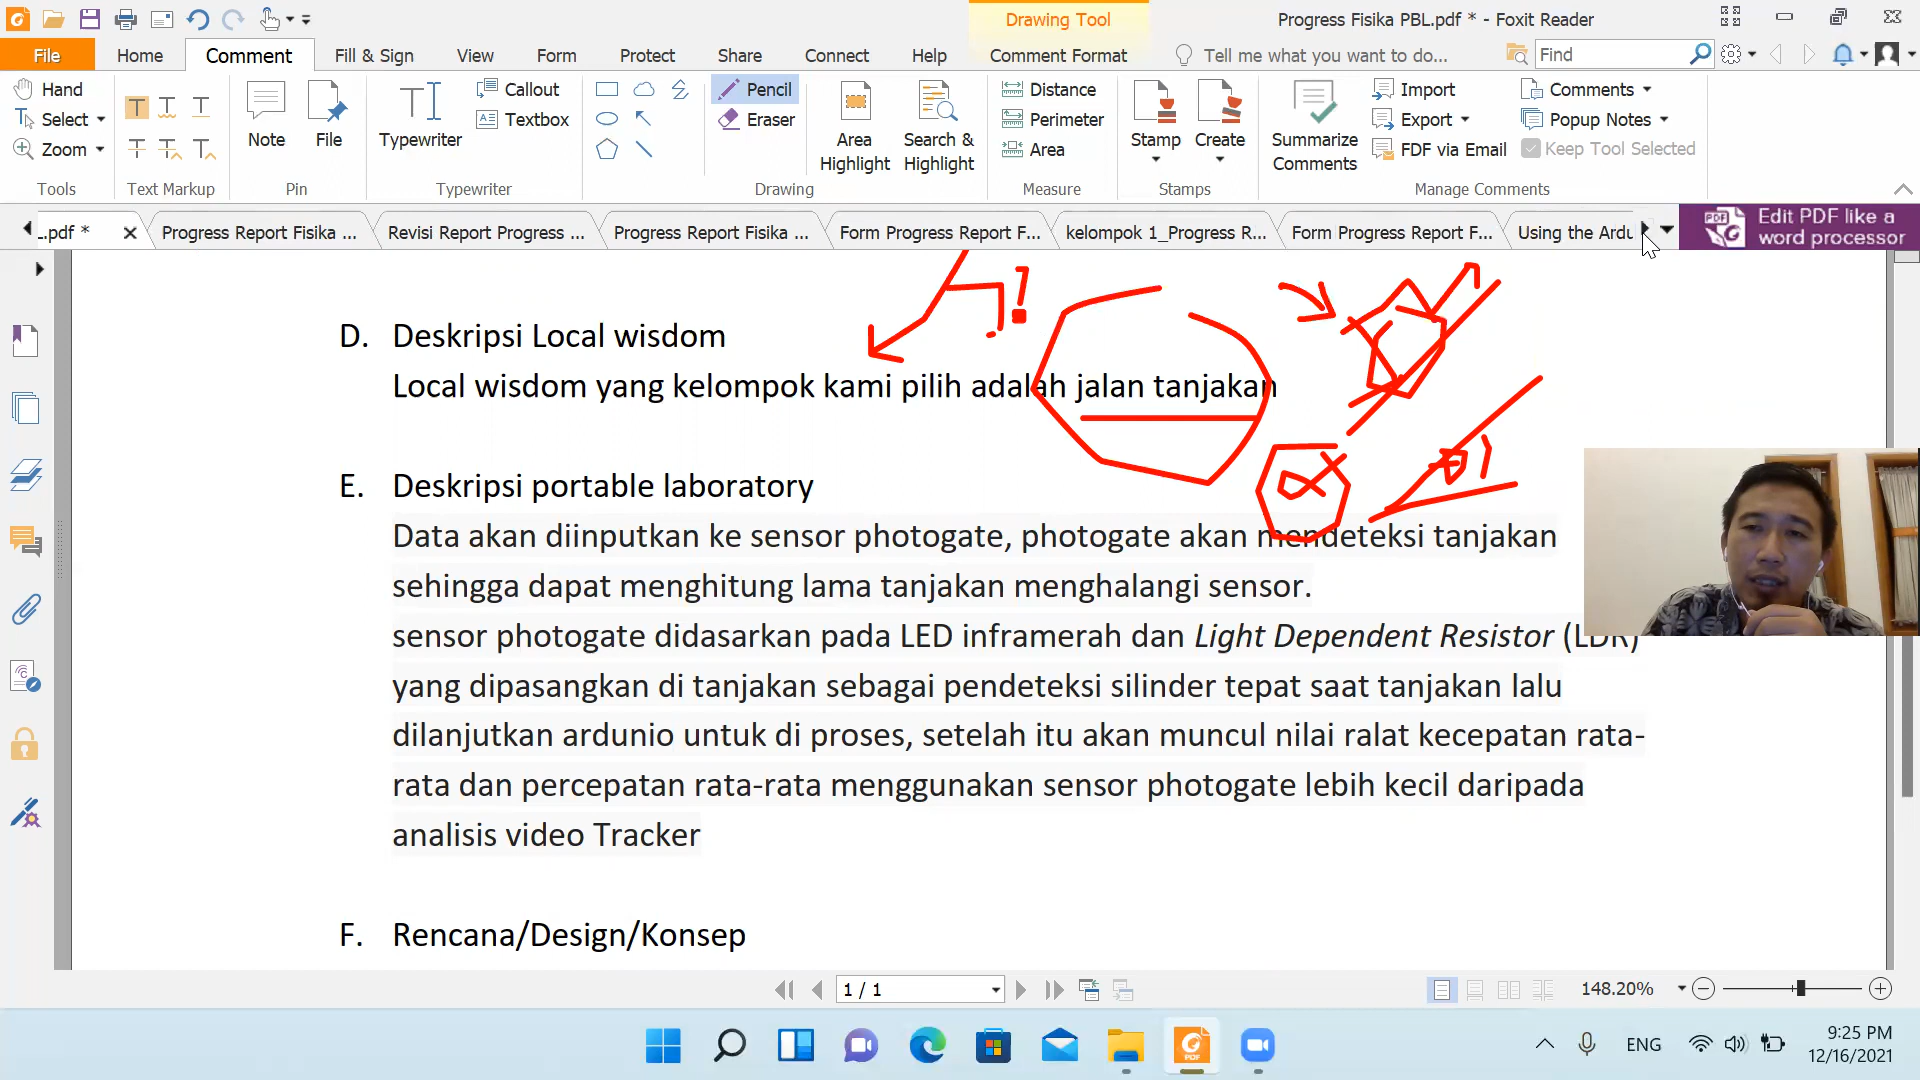 Drawing Tool
Progress Fisika PBL.pdf * - Foxit Reader
File
Home
Comment
Fill & Sign
View
Form
Protect
Share
Connect
Help
Comment Format
Tell me what you want to do...
Find
Hand
Select
Zoom
Tools
Text Markup
Note
File
Pin
Typewriter
Callout
Textbox
Typewriter
Pencil
Eraser
Drawing
Area
Highlight
Search &
Highlight
Distance
Perimeter
Area
Measure
Stamp
Create
Stamps
Summarize
Comments
Import
Export
FDF via Email
Comments
Popup Notes
Keep Tool Selected
Manage Comments
L.pdf *
Progress Report Fisika ...
Revisi Report Progress ...
Progress Report Fisika ...
Form Progress Report F...
kelompok 1_Progress R...
Form Progress Report F...
Using the Ardu
Edit PDF like a
word processor
D. Deskripsi Local wisdom
Local wisdom yang kelompok kami pilih adalah jalan tanjakan
E. Deskripsi portable laboratory
Data akan diinputkan ke sensor photogate, photogate akan mendeteksi tanjakan
sehingga dapat menghitung lama tanjakan menghalangi sensor.
sensor photogate didasarkan pada LED inframerah dan Light Dependent Resistor (LDR)
yang dipasangkan di tanjakan sebagai pendeteksi silinder tepat saat tanjakan lalu
dilanjutkan ardunio untuk di proses, setelah itu akan muncul nilai ralat kecepatan rata-
rata dan percepatan rata-rata menggunakan sensor photogate lebih kecil daripada
analisis video Tracker
F. Rencana/Design/Konsep
1 / 1
148.20%
ENG
9:25 PM
12/16/2021